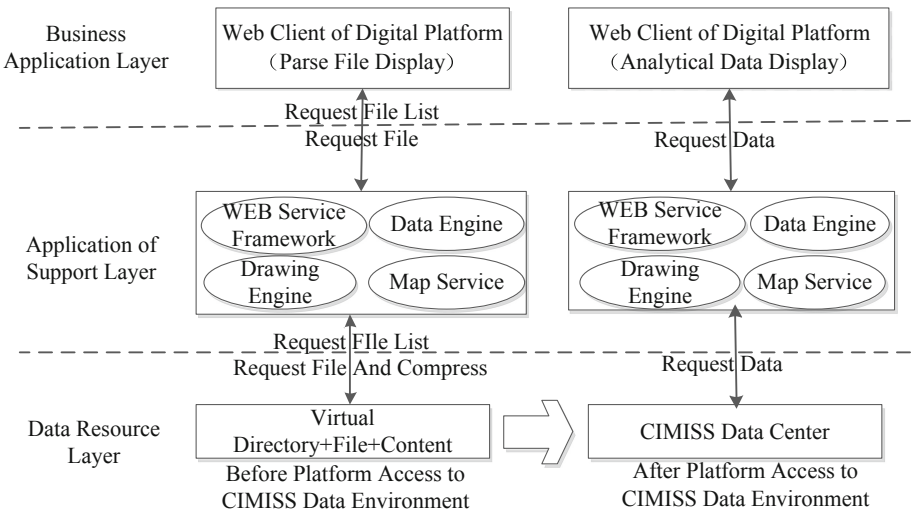 Business
Application Layer
Web Client of Digital Platform
（Parse File Display）
Web Client of Digital Platform
（Analytical Data Display）
Request File List
Request File
Request Data
Application of
Support Layer
WEB Service
Framework
Data Engine
Drawing
Engine
Map Service
WEB Service
Framework
Data Engine
Drawing
Engine
Map Service
Request FIle List
Request File And Compress
Request Data
Data Resource
Layer
Virtual
Directory+File+Content
CIMISS Data Center
Before Platform Access to
CIMISS Data Environment
After Platform Access to
CIMISS Data Environment